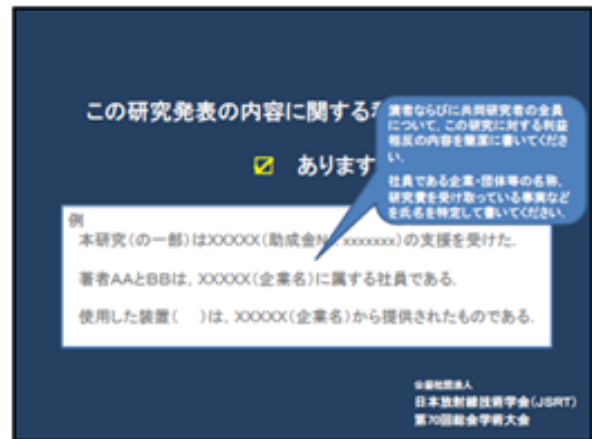 この研究発表の内容に関する
☑ あります
演者ならびに共同研究者の全員
について，この研究に対する利益
相反の内容を簡潔に書いてくださ
い．
社員である企業・団体等の名称，
研究費を受け取っている事実など
を氏名を特定して書いてください．
例
本研究（の一部）はXXXXX（助成金N xxxxxxx）の支援を受けた．
著者AAとBBは，XXXXX（企業名）に属する社員である．
使用した装置（　）は，XXXXX（企業名）から提供されたものである．
公益社団法人
日本放射線技術学会（JSRT）
第70回総会学術大会